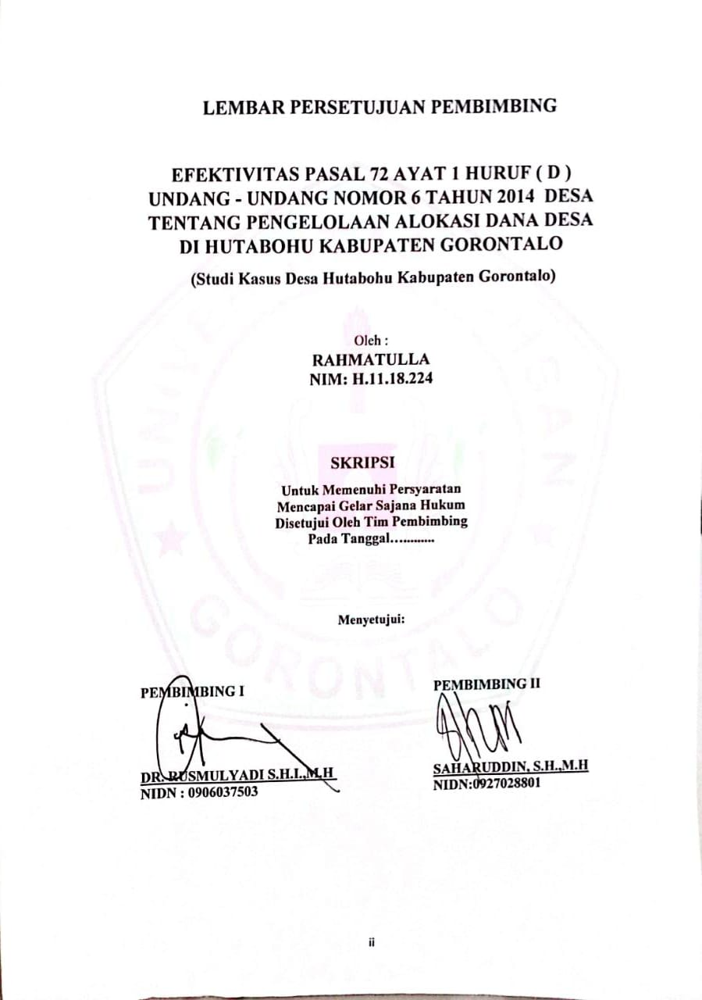 LEMBAR PERSETUJUAN PEMBIMBING
EFEKTIVITAS PASAL 72 AYAT 1 HURUF ( D )
UNDANG - UNDANG NOMOR 6 TAHUN 2014 DESA
TENTANG PENGELOLAAN ALOKASI DANA DESA
DI HUTABOHU KABUPATEN GORONTALO
(Studi Kasus Desa Hutabohu Kabupaten Gorontalo)
Oleh :
RAHMATULLA
NIM: H.11.18.224
SKRIPSI
Untuk Memenuhi Persyaratan
Mencapai Gelar Sajana Hukum
Disetujui Oleh Tim Pembimbing
Pada Tanggal............
Menyetujui:
PEMBIMBING I
DR. RUSMULYADI S.H.I.,M.H
NIDN : 0906037503
PEMBIMBING II
SAHARUDDIN, S.H.,M.H
NIDN:0927028801
GORONTALO
ii